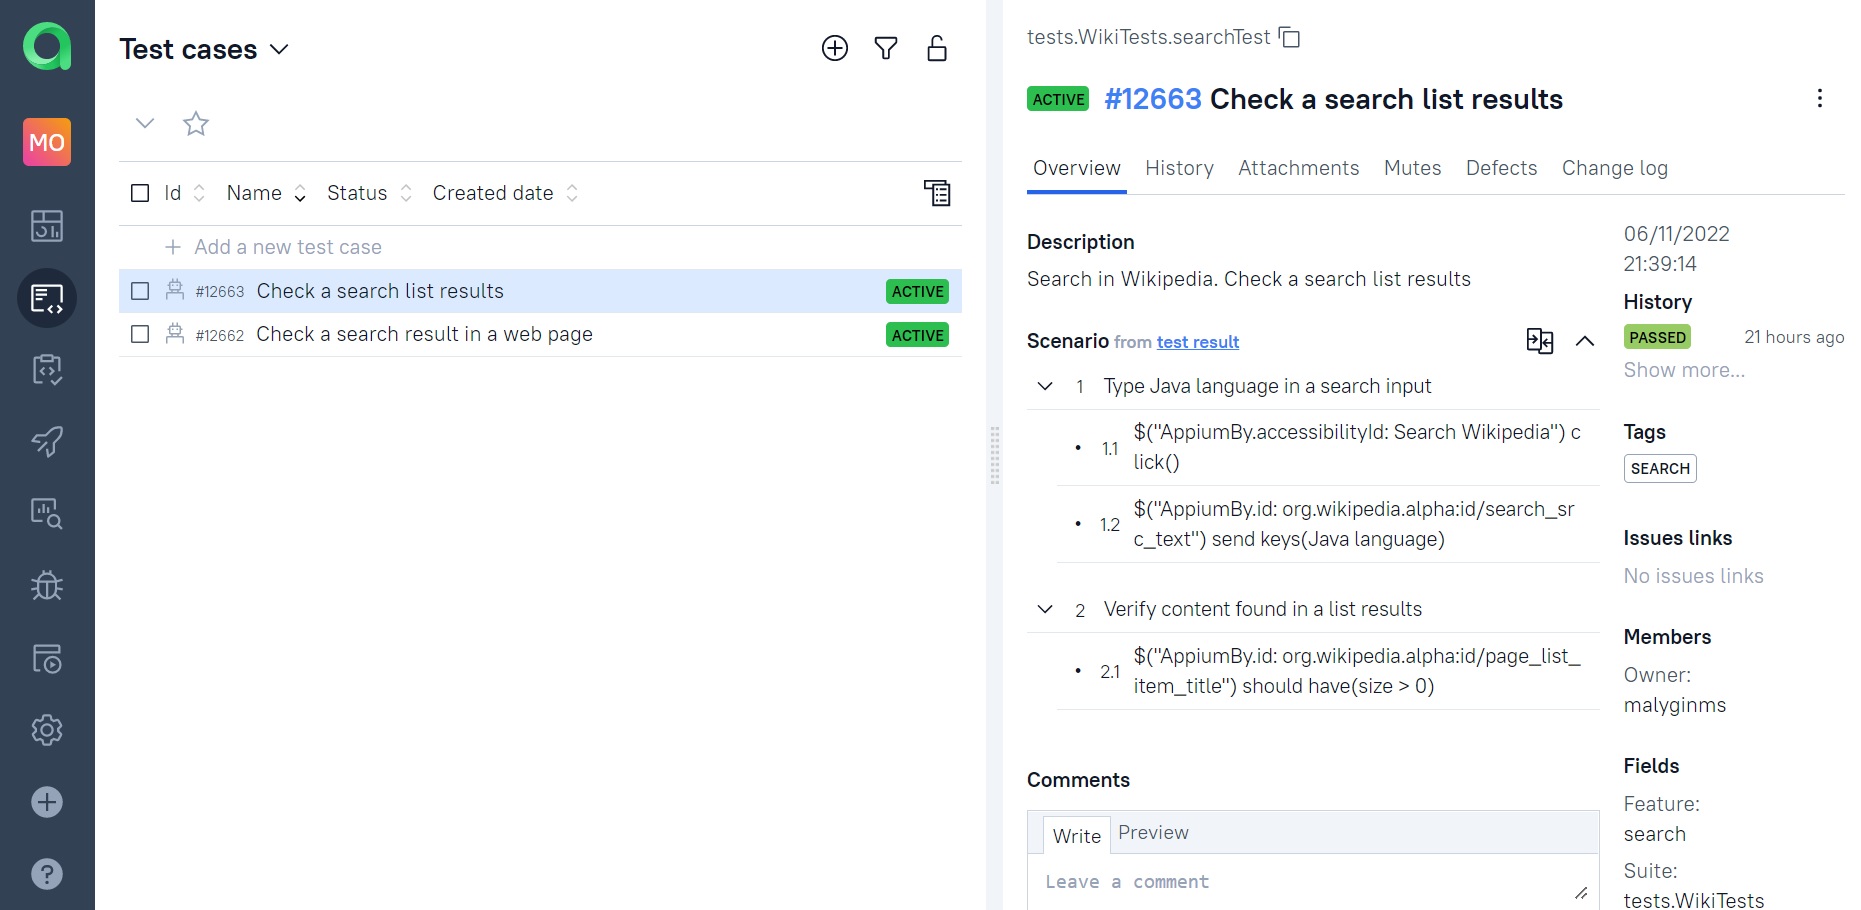 Test cases
MO
Id Name Status Created date
Add a new test case
#12663 Check a search list results ACTIVE
#12662 Check a search result in a web page ACTIVE
tests.WikiTests.searchTest
ACTIVE #12663 Check a search list results
Overview History Attachments Mutes Defects Change log
Description
Search in Wikipedia. Check a search list results
Scenario from test result
1 Type Java language in a search input
• 1.1 $("AppiumBy.accessibilityId: Search Wikipedia") c
lick()
• 1.2 $("AppiumBy.id: org.wikipedia.alpha:id/search_sr
c_text") send keys(Java language)
2 Verify content found in a list results
• 2.1 $("AppiumBy.id: org.wikipedia.alpha:id/page_list_
item_title") should have(size > 0)
Comments
Write Preview
Leave a comment
06/11/2022
21:39:14
History
PASSED 21 hours ago
Show more...
Tags
SEARCH
Issues links
No issues links
Members
Owner:
malyginms
Fields
Feature:
search
Suite:
tests.WikiTests